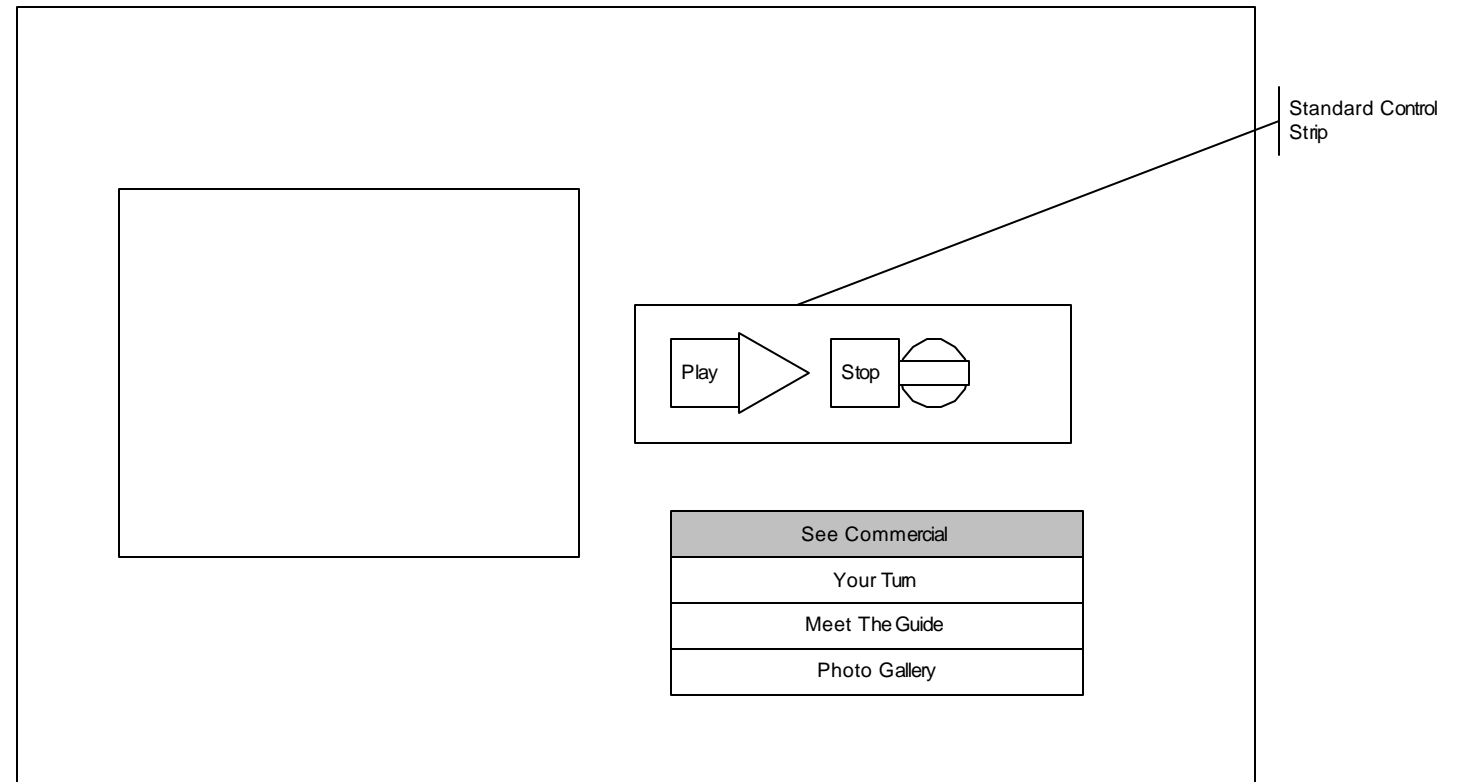 Standard Control
Strip
Play
Stop
See Commercial
Your Turn
Meet The Guide
Photo Gallery